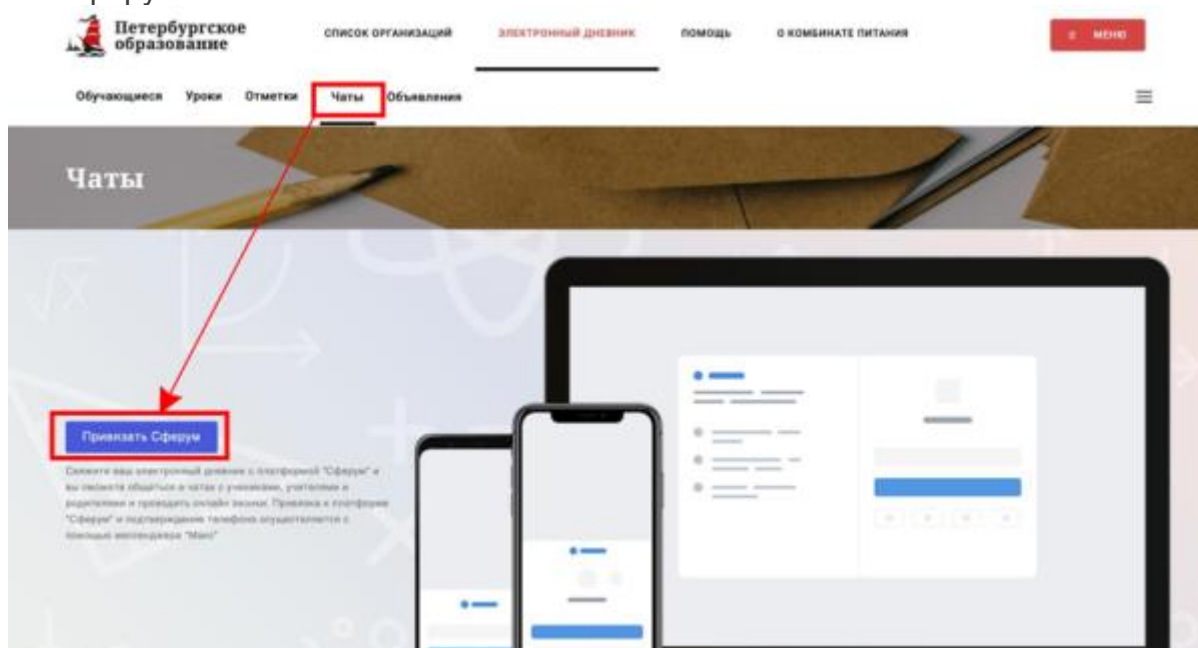 Петербургское
образование
СПИСОК ОРГАНИЗАЦИЙ
ЭЛЕКТРОННЫЙ ДНЕВНИК
ПОМОЩЬ
О КОМБИНАТЕ ПИТАНИЯ
МЕНЮ
Обучающиеся Уроки Отметки Чаты Объявления
Чаты
√x
Привязать Сферум
Свяжите ваш электронный дневник с платформой "Сферум" и
вы сможете общаться в чатах с учениками, учителями и
родителями и проводить онлайн звонки. Привязка к платформе
"Сферум" и подтверждение телефона осуществляется с
помощью мессенджера "Макс"